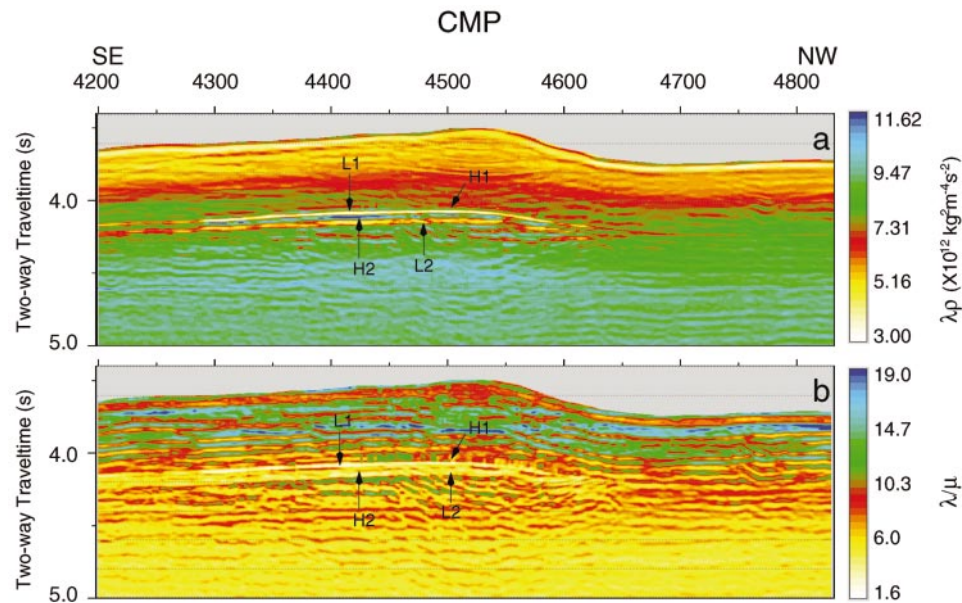 CMP
SE NW
4200 4300 4400 4500 4600 4700 4800
Two-way Traveltime (s)
4.0
5.0
a
L1
H1
H2
L2
11.62
9.47
7.31
5.16
3.00
λρ (X10¹² kg²m⁻⁴s⁻²)
Two-way Traveltime (s)
4.0
5.0
b
L1
H1
H2
L2
19.0
14.7
10.3
6.0
1.6
λ/μ